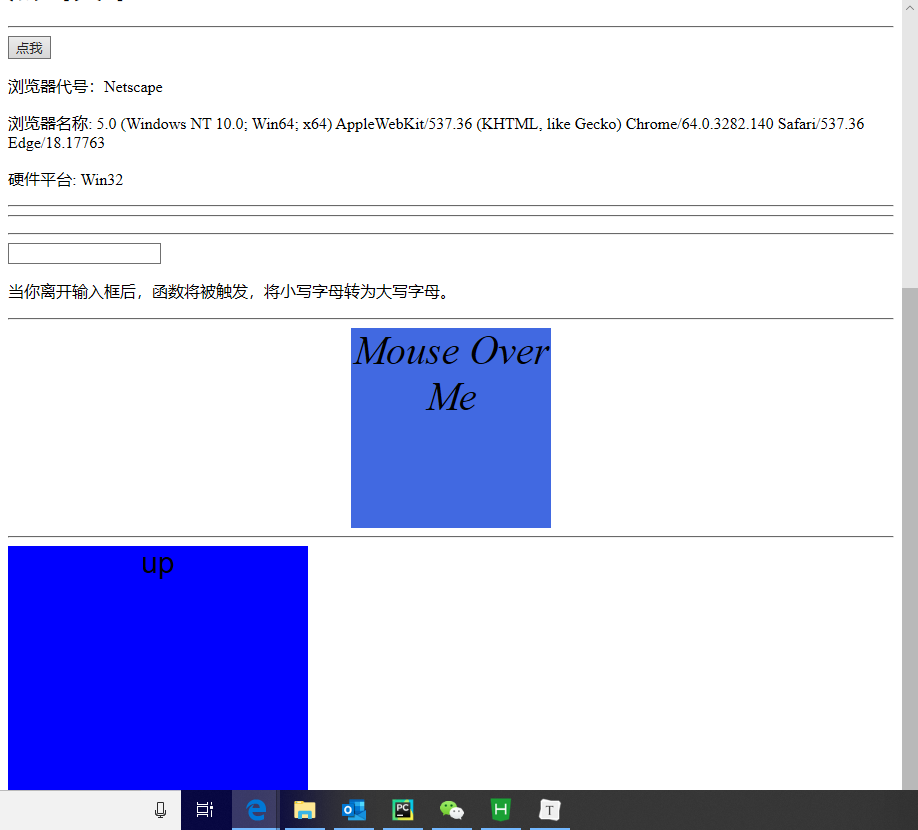 点我
浏览器代号：Netscape
浏览器名称: 5.0 (Windows NT 10.0; Win64; x64) AppleWebKit/537.36 (KHTML, like Gecko) Chrome/64.0.3282.140 Safari/537.36
Edge/18.17763
硬件平台: Win32
当你离开输入框后，函数将被触发，将小写字母转为大写字母。
Mouse Over
Me
up
PC
H
T